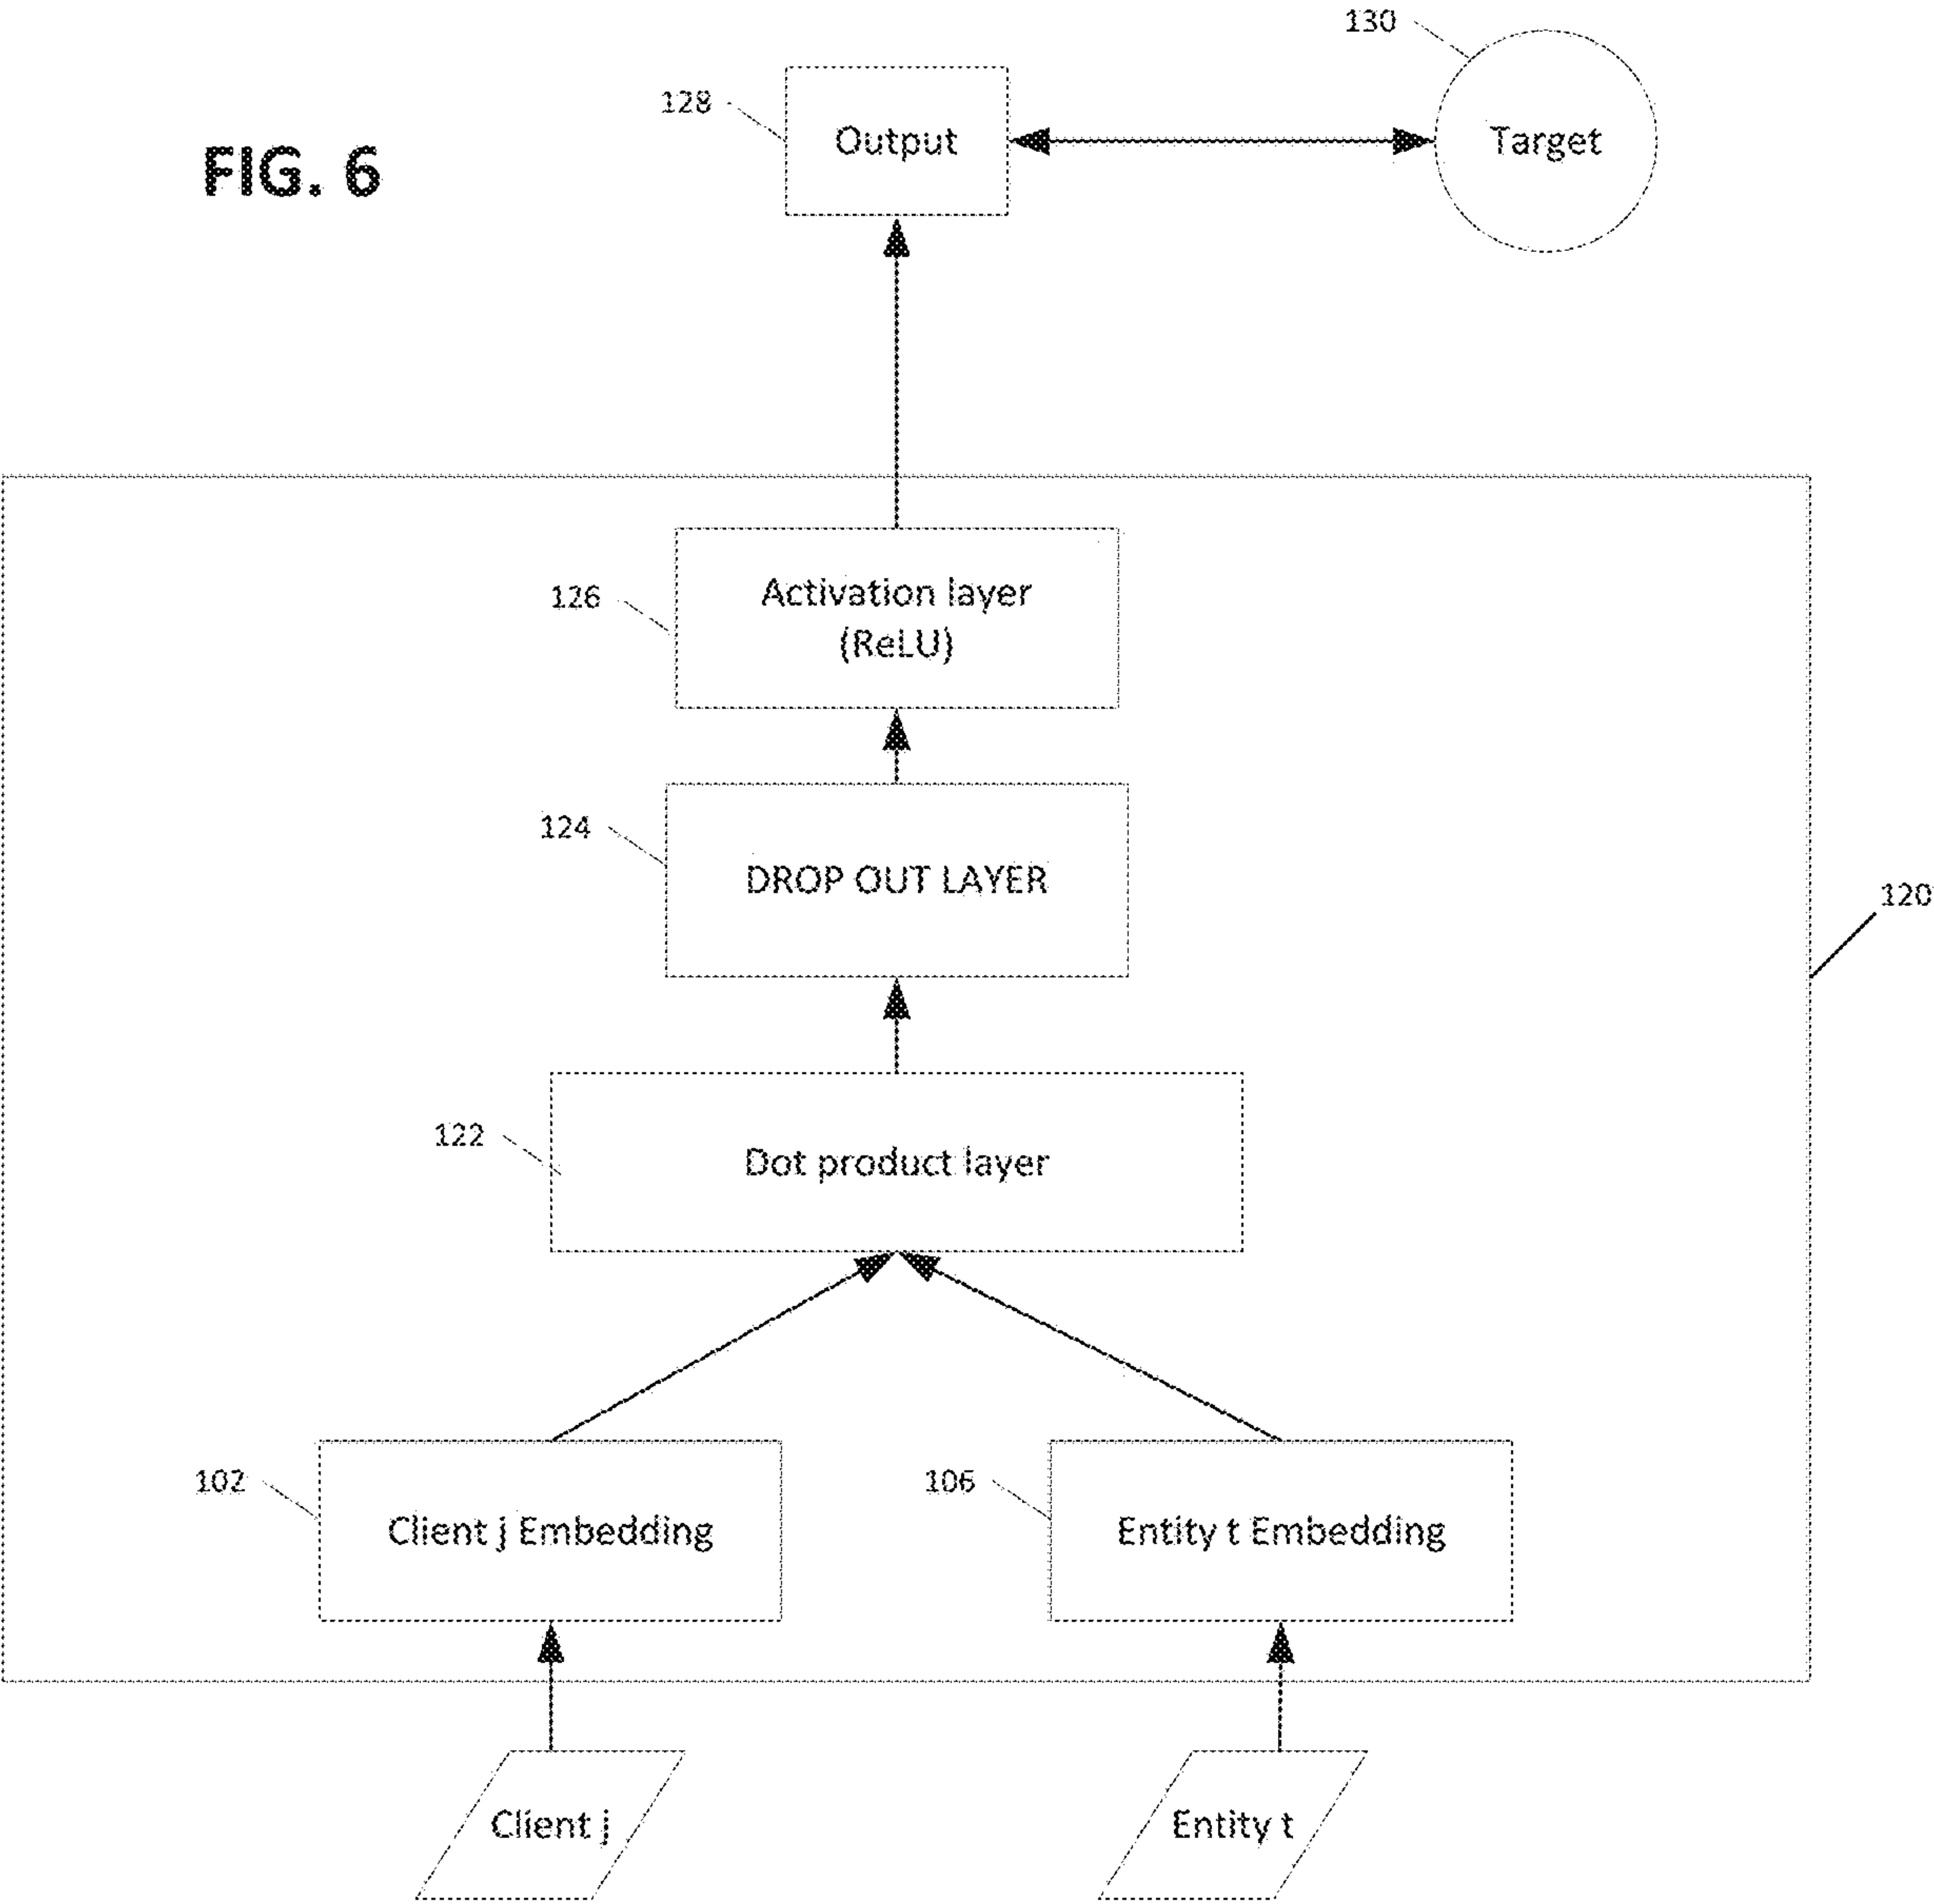 130
128
Output
Target
FIG. 6
126
Activation layer
(ReLU)
124
DROP OUT LAYER
120
122
Dot product layer
102
Client j Embedding
106
Entity t Embedding
Client j
Entity t